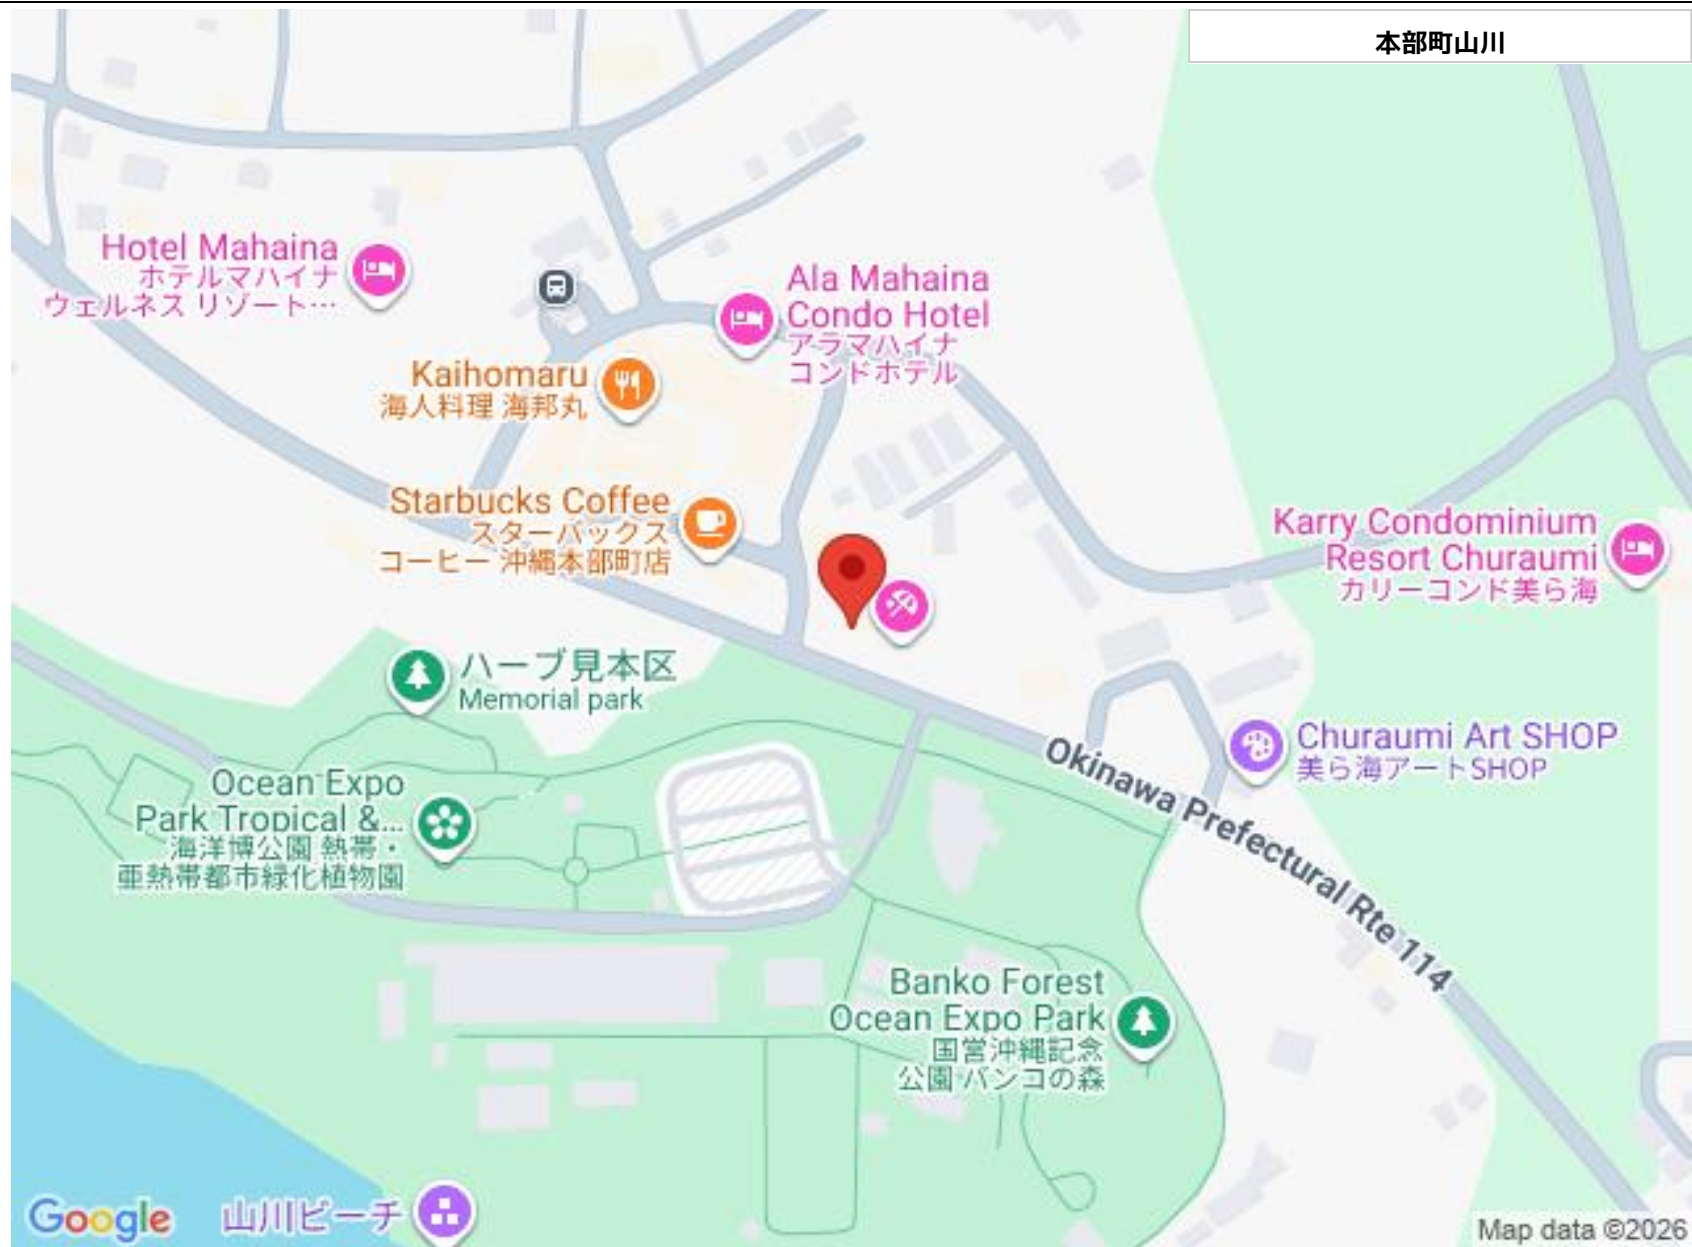 本部町山川
Hotel Mahaina
ホテルマハイナ
ウェルネス リゾート…
Ala Mahaina
Condo Hotel
アラマハイナ
コンドホテル
Kaihomaru
海人料理 海邦丸
Starbucks Coffee
スターバックス
コーヒー 沖縄本部町店
Karry Condominium
Resort Churaumi
カリーコンド美ら海
ハーブ見本区
Memorial park
Churaumi Art SHOP
美ら海アートSHOP
Okinawa Prefectural Rte 114
Ocean Expo
Park Tropical &...
海洋博公園 熱帯・
亜熱帯都市緑化植物園
Banko Forest
Ocean Expo Park
国営沖縄記念
公園 バンコの森
山川ビーチ
Google
Map data ©2026